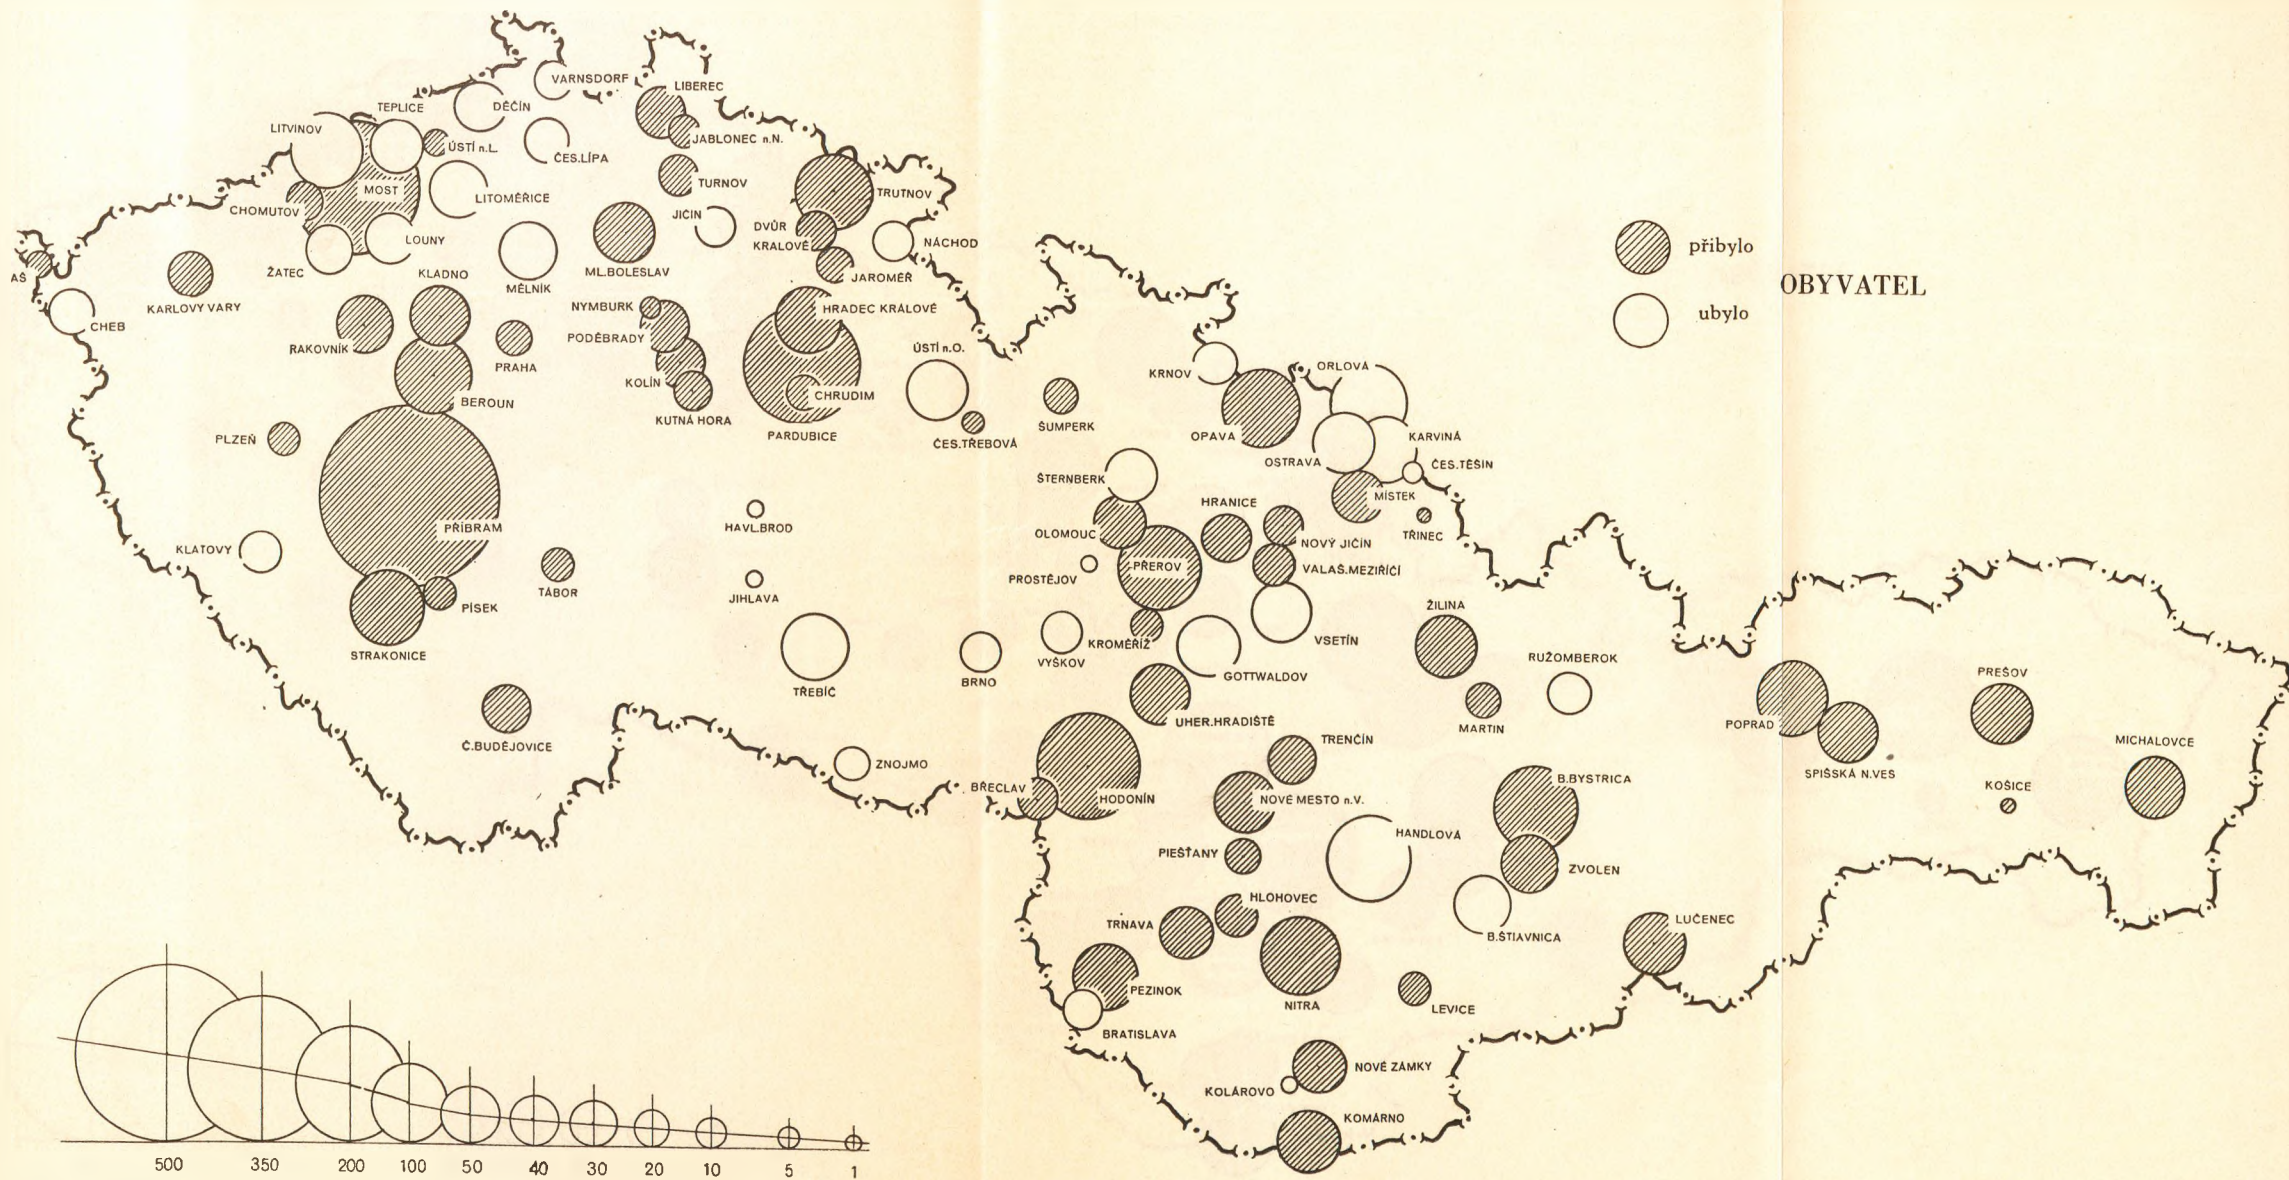 VARNSDORF
LIBEREC
TEPLICE
DĚČÍN
LITVÍNOV
JABLONEC n.N.
ÚSTÍ n.L.
ČES.LÍPA
TURNOV
MOST
LITOMĚŘICE
TRUTNOV
CHOMUTOV
JIČÍN
DVŮR
KRALOVÉ
NÁCHOD
LOUNY
ŽATEC
KLADNO
ML.BOLESLAV
JAROMĚŘ
AŠ
KARLOVY VARY
MĚLNÍK
CHEB
NYMBURK
HRADEC KRÁLOVÉ
PODĚBRADY
RAKOVNÍK
PRAHA
ÚSTÍ n.O.
KOLÍN
CHRUDIM
BEROUN
KUTNÁ HORA
PARDUBICE
ČES.TŘEBOVÁ
ŠUMPERK
PLZEŇ
KRNOV
ORLOVÁ
OPAVA
KARVINÁ
OSTRAVA
ČES.TĚŠÍN
ŠTERNBERK
MÍSTEK
HRANICE
PŘÍBRAM
HAVL.BROD
OLOMOUC
NOVÝ JIČÍN
TŘINEC
KLATOVY
PŘEROV
VALAŠ.MEZIŘÍČÍ
PROSTĚJOV
TÁBOR
JIHLAVA
PÍSEK
ŽILINA
STRAKONICE
KROMĚŘÍŽ
VSETÍN
VYŠKOV
RUŽOMBEROK
TŘEBÍČ
BRNO
GOTTWALDOV
PREŠOV
UHER.HRADIŠTĚ
MARTIN
POPRAD
Č.BUDĚJOVICE
TRENČÍN
MICHALOVCE
ZNOJMO
B.BYSTRICA
SPIŠSKÁ N.VES
BŘECLAV
HODONÍN
NOVÉ MESTO n.V.
KOŠICE
HANDLOVÁ
PIEŠŤANY
ZVOLEN
HLOHOVEC
TRNAVA
B.ŠTIAVNICA
LUČENEC
PEZINOK
NITRA
LEVICE
BRATISLAVA
NOVÉ ZÁMKY
KOLÁROVO
KOMÁRNO
přibylo
OBYVATEL
ubylo
500 350 200 100 50 40 30 20 10 5 1